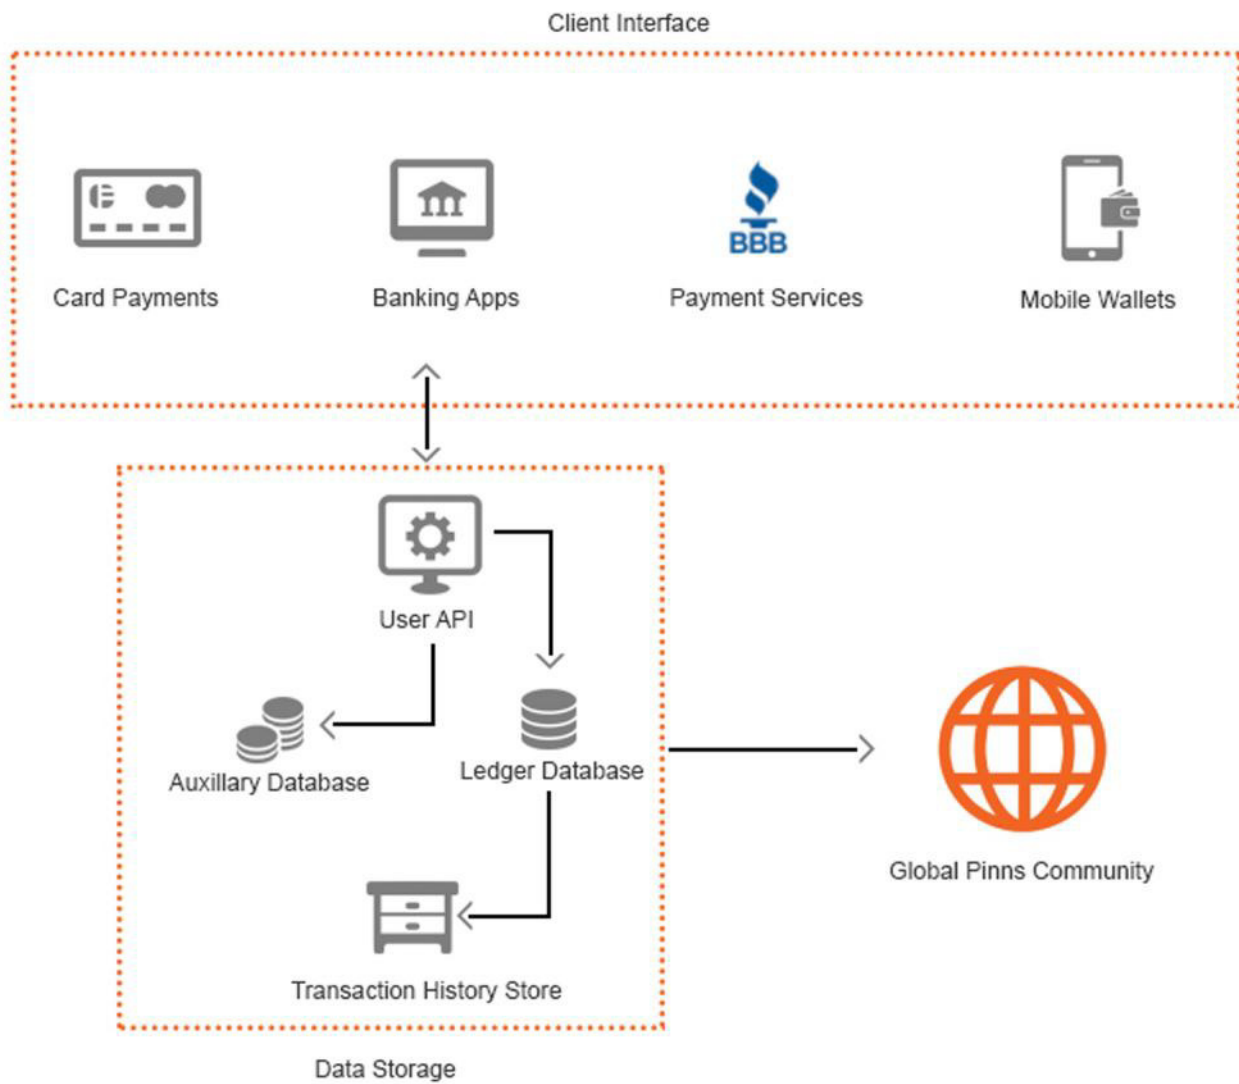 Client Interface
BBB
Card Payments
Banking Apps
Payment Services
Mobile Wallets
User API
Auxillary Database
Ledger Database
Global Pinns Community
Transaction History Store
Data Storage